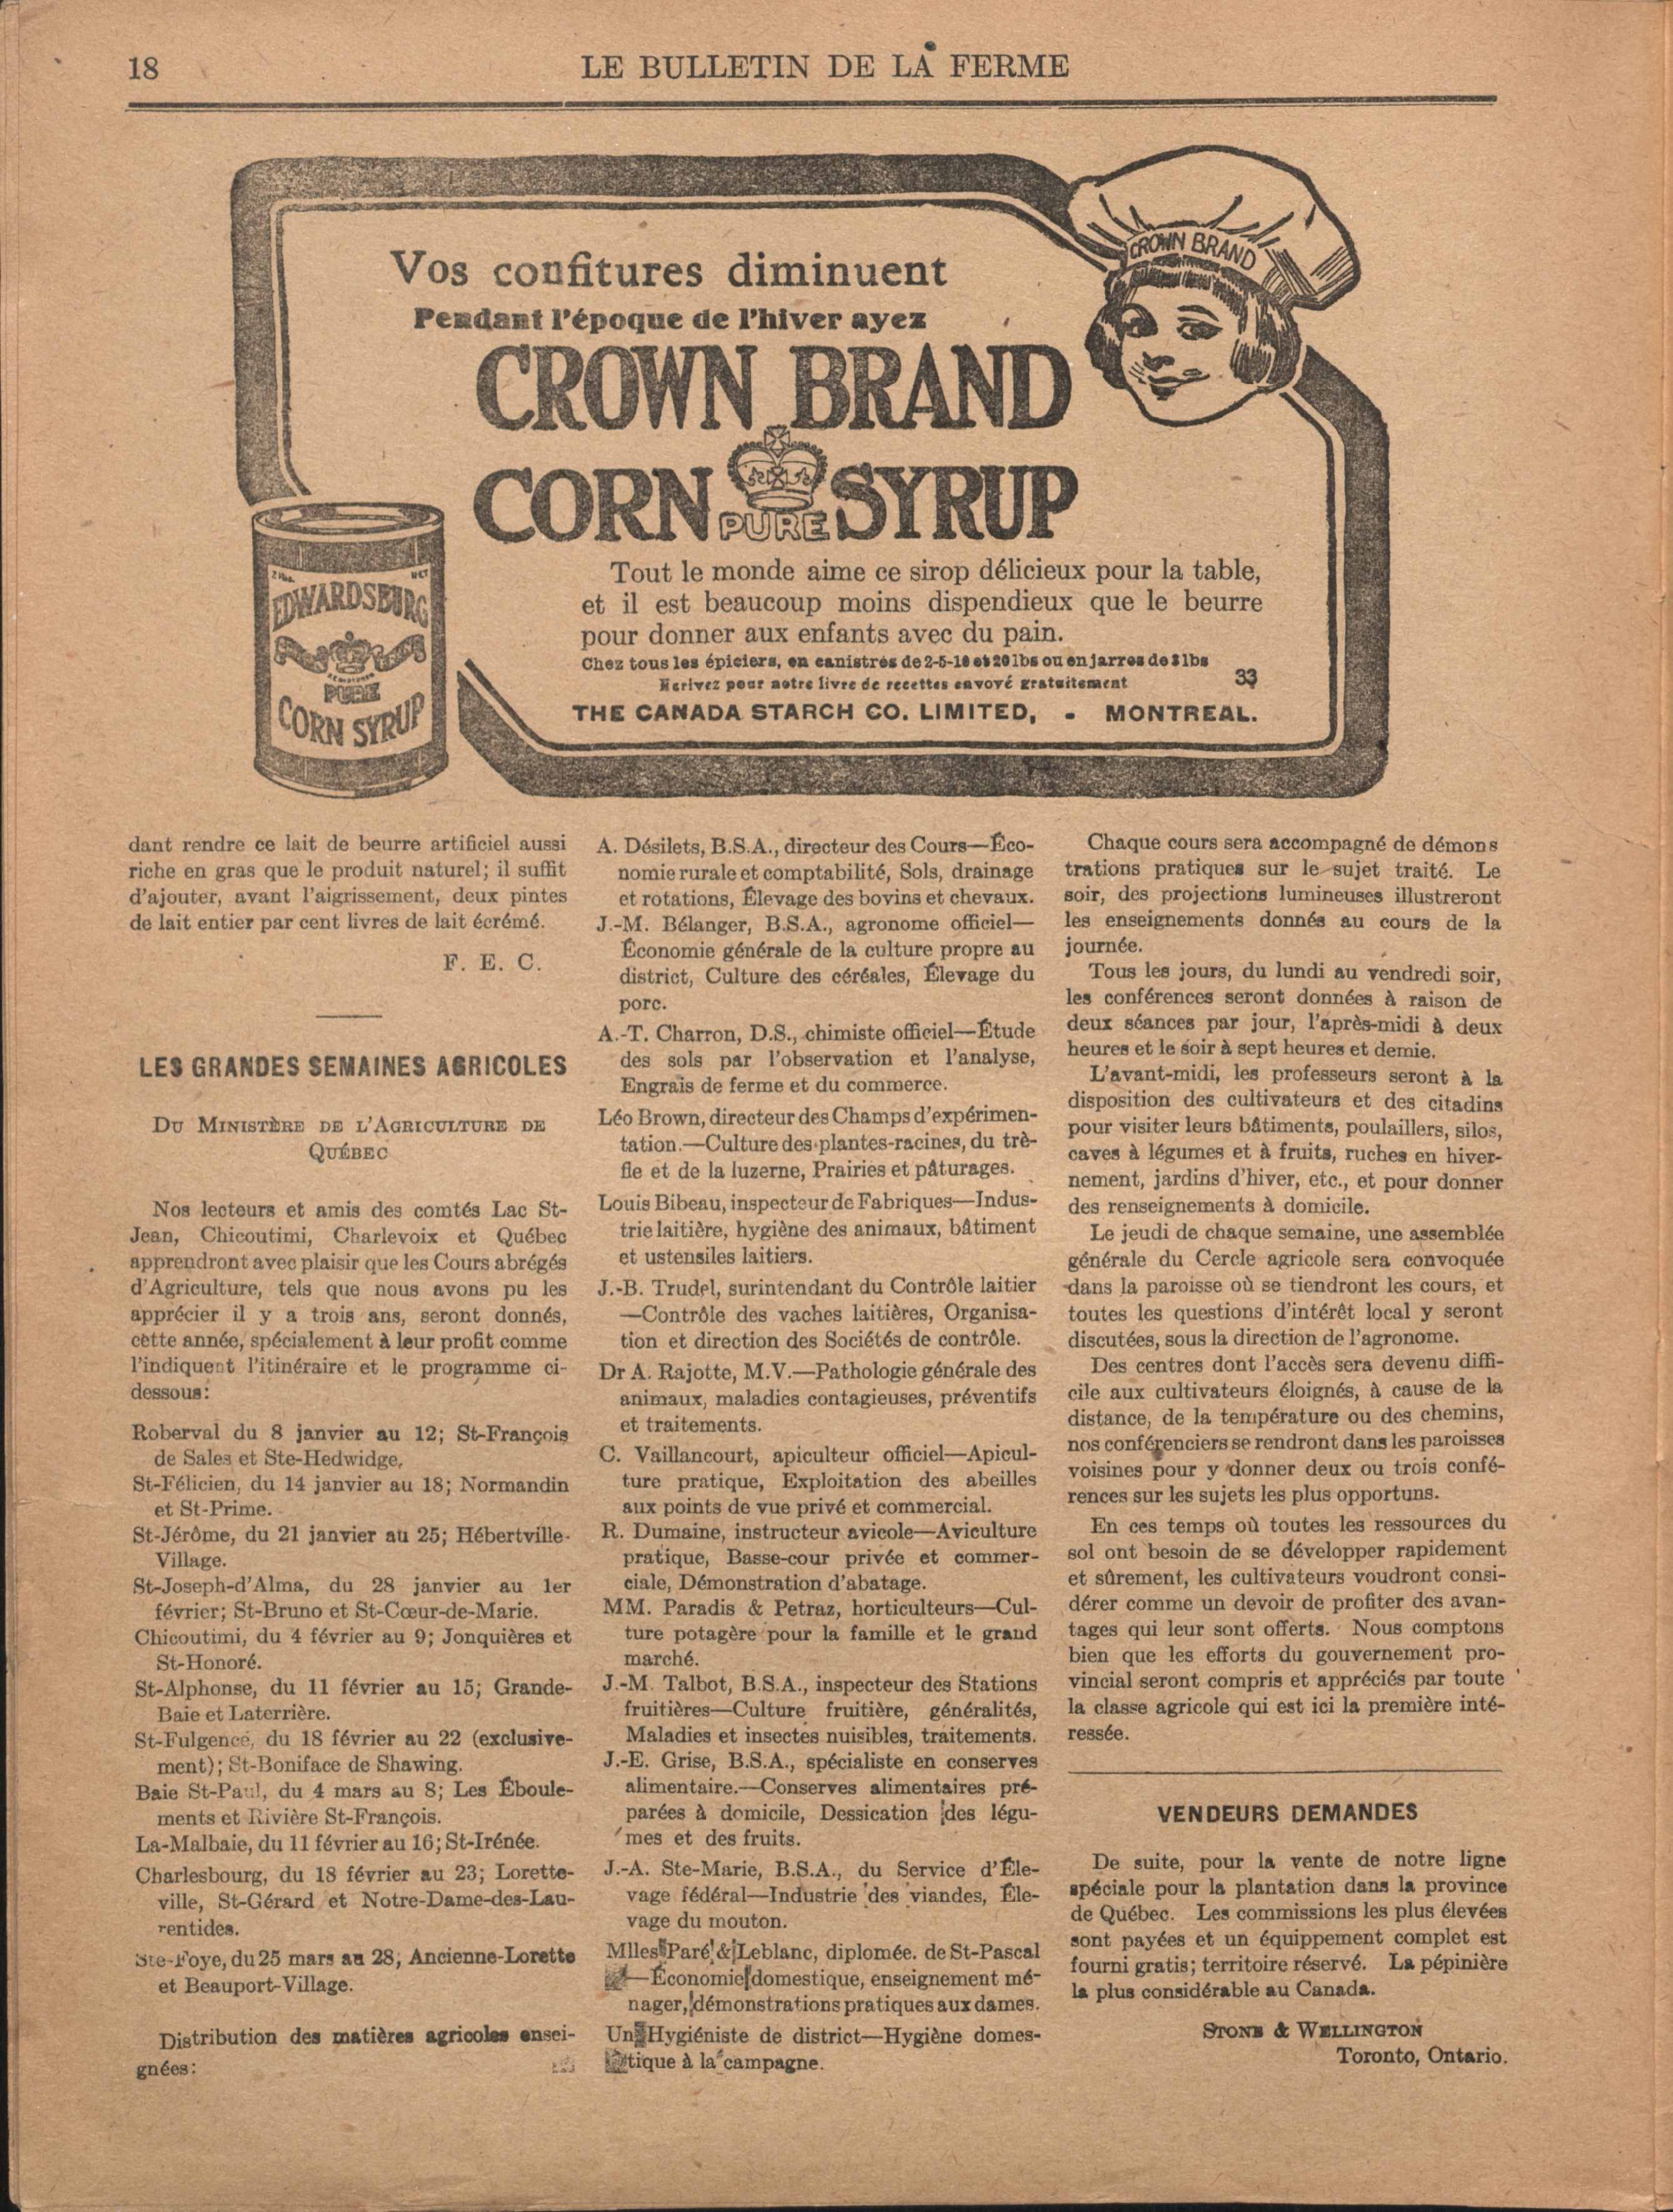 18
LE BULLETIN DE LA FERME
CROWN BRAND
Vos confitures diminuent
Pendant l'époque de l'hiver ayez
CROWN BRAND
CORN PURE SYRUP
EDWARDSBURG
PURE
CORN SYRUP
Tout le monde aime ce sirop délicieux pour la table,
et il est beaucoup moins dispendieux que le beurre
pour donner aux enfants avec du pain.
Chez tous les épiciers, en canistres de 2-5-10 et 20 lbs ou en jarres de 3 lbs
Ecrivez pour notre livre de recettes envoyé gratuitement
33
THE CANADA STARCH CO. LIMITED, - MONTREAL.
dant rendre ce lait de beurre artificiel aussi
riche en gras que le produit naturel; il suffit
d'ajouter, avant l'aigrissement, deux pintes
de lait entier par cent livres de lait écrémé.
F. E. C.
LES GRANDES SEMAINES AGRICOLES
DU MINISTÈRE DE L'AGRICULTURE DE
QUÉBEC
Nos lecteurs et amis des comtés Lac St-
Jean, Chicoutimi, Charlevoix et Québec
apprendront avec plaisir que les Cours abrégés
d'Agriculture, tels que nous avons pu les
apprécier il y a trois ans, seront donnés,
cette année, spécialement à leur profit comme
l'indiquent l'itinéraire et le programme ci-
dessous:
Roberval du 8 janvier au 12; St-François
de Sales et Ste-Hedwidge.
St-Félicien, du 14 janvier au 18; Normandin
et St-Prime.
St-Jérôme, du 21 janvier au 25; Hébertville-
Village.
St-Joseph-d'Alma, du 28 janvier au 1er
février; St-Bruno et St-Cœur-de-Marie.
Chicoutimi, du 4 février au 9; Jonquières et
St-Honoré.
St-Alphonse, du 11 février au 15; Grande-
Baie et Laterrière.
St-Fulgence, du 18 février au 22 (exclusive-
ment); St-Boniface de Shawing.
Baie St-Paul, du 4 mars au 8; Les Éboule-
ments et Rivière St-François.
La-Malbaie, du 11 février au 16; St-Irénée.
Charlesbourg, du 18 février au 23; Lorette-
ville, St-Gérard et Notre-Dame-des-Lau-
rentides.
Ste-Foye, du 25 mars au 28, Ancienne-Lorette
et Beauport-Village.
Distribution des matières agricoles ensei-
gnées:
A. Désilets, B.S.A., directeur des Cours—Éco-
nomie rurale et comptabilité, Sols, drainage
et rotations, Élevage des bovins et chevaux.
J.-M. Bélanger, B.S.A., agronome officiel—
Économie générale de la culture propre au
district, Culture des céréales, Élevage du
porc.
A.-T. Charron, D.S., chimiste officiel—Étude
des sols par l'observation et l'analyse,
Engrais de ferme et du commerce.
Léo Brown, directeur des Champs d'expérimen-
tation.—Culture des plantes-racines, du trè-
fle et de la luzerne, Prairies et pâturages.
Louis Bibeau, inspecteur de Fabriques—Indus-
trie laitière, hygiène des animaux, bâtiment
et ustensiles laitiers.
J.-B. Trudel, surintendant du Contrôle laitier
—Contrôle des vaches laitières, Organisa-
tion et direction des Sociétés de contrôle.
Dr A. Rajotte, M.V.—Pathologie générale des
animaux, maladies contagieuses, préventifs
et traitements.
C. Vaillancourt, apiculteur officiel—Apicul-
ture pratique, Exploitation des abeilles
aux points de vue privé et commercial.
R. Dumaine, instructeur avicole—Aviculture
pratique, Basse-cour privée et commer-
ciale, Démonstration d'abatage.
MM. Paradis & Petraz, horticulteurs—Cul-
ture potagère pour la famille et le grand
marché.
J.-M. Talbot, B.S.A., inspecteur des Stations
fruitières—Culture fruitière, généralités,
Maladies et insectes nuisibles, traitements.
J.-E. Grise, B.S.A., spécialiste en conserves
alimentaire.—Conserves alimentaires pré-
parées à domicile, Dessication des légu-
mes et des fruits.
J.-A. Ste-Marie, B.S.A., du Service d'Éle-
vage fédéral—Industrie des viandes, Éle-
vage du mouton.
Mlles Paré & Leblanc, diplomée. de St-Pascal
—Économie domestique, enseignement mé-
nager, démonstrations pratiques aux dames.
Un Hygiéniste de district—Hygiène domes-
tique à la campagne.
Chaque cours sera accompagné de démons
trations pratiques sur le sujet traité. Le
soir, des projections lumineuses illustreront
les enseignements donnés au cours de la
journée.
Tous les jours, du lundi au vendredi soir,
les conférences seront données à raison de
deux séances par jour, l'après-midi à deux
heures et le soir à sept heures et demie.
L'avant-midi, les professeurs seront à la
disposition des cultivateurs et des citadins
pour visiter leurs bâtiments, poulaillers, silos,
caves à légumes et à fruits, ruches en hiver-
nement, jardins d'hiver, etc., et pour donner
des renseignements à domicile.
Le jeudi de chaque semaine, une assemblée
générale du Cercle agricole sera convoquée
dans la paroisse où se tiendront les cours, et
toutes les questions d'intérêt local y seront
discutées, sous la direction de l'agronome.
Des centres dont l'accès sera devenu diffi-
cile aux cultivateurs éloignés, à cause de la
distance, de la température ou des chemins,
nos conférenciers se rendront dans les paroisses
voisines pour y donner deux ou trois confé-
rences sur les sujets les plus opportuns.
En ces temps où toutes les ressources du
sol ont besoin de se développer rapidement
et sûrement, les cultivateurs voudront consi-
dérer comme un devoir de profiter des avan-
tages qui leur sont offerts. Nous comptons
bien que les efforts du gouvernement pro-
vincial seront compris et appréciés par toute
la classe agricole qui est ici la première inté-
ressée.
VENDEURS DEMANDES
De suite, pour la vente de notre ligne
spéciale pour la plantation dans la province
de Québec. Les commissions les plus élevées
sont payées et un équippement complet est
fourni gratis; territoire réservé. La pépinière
la plus considérable au Canada.
STONE & WELLINGTON
Toronto, Ontario.